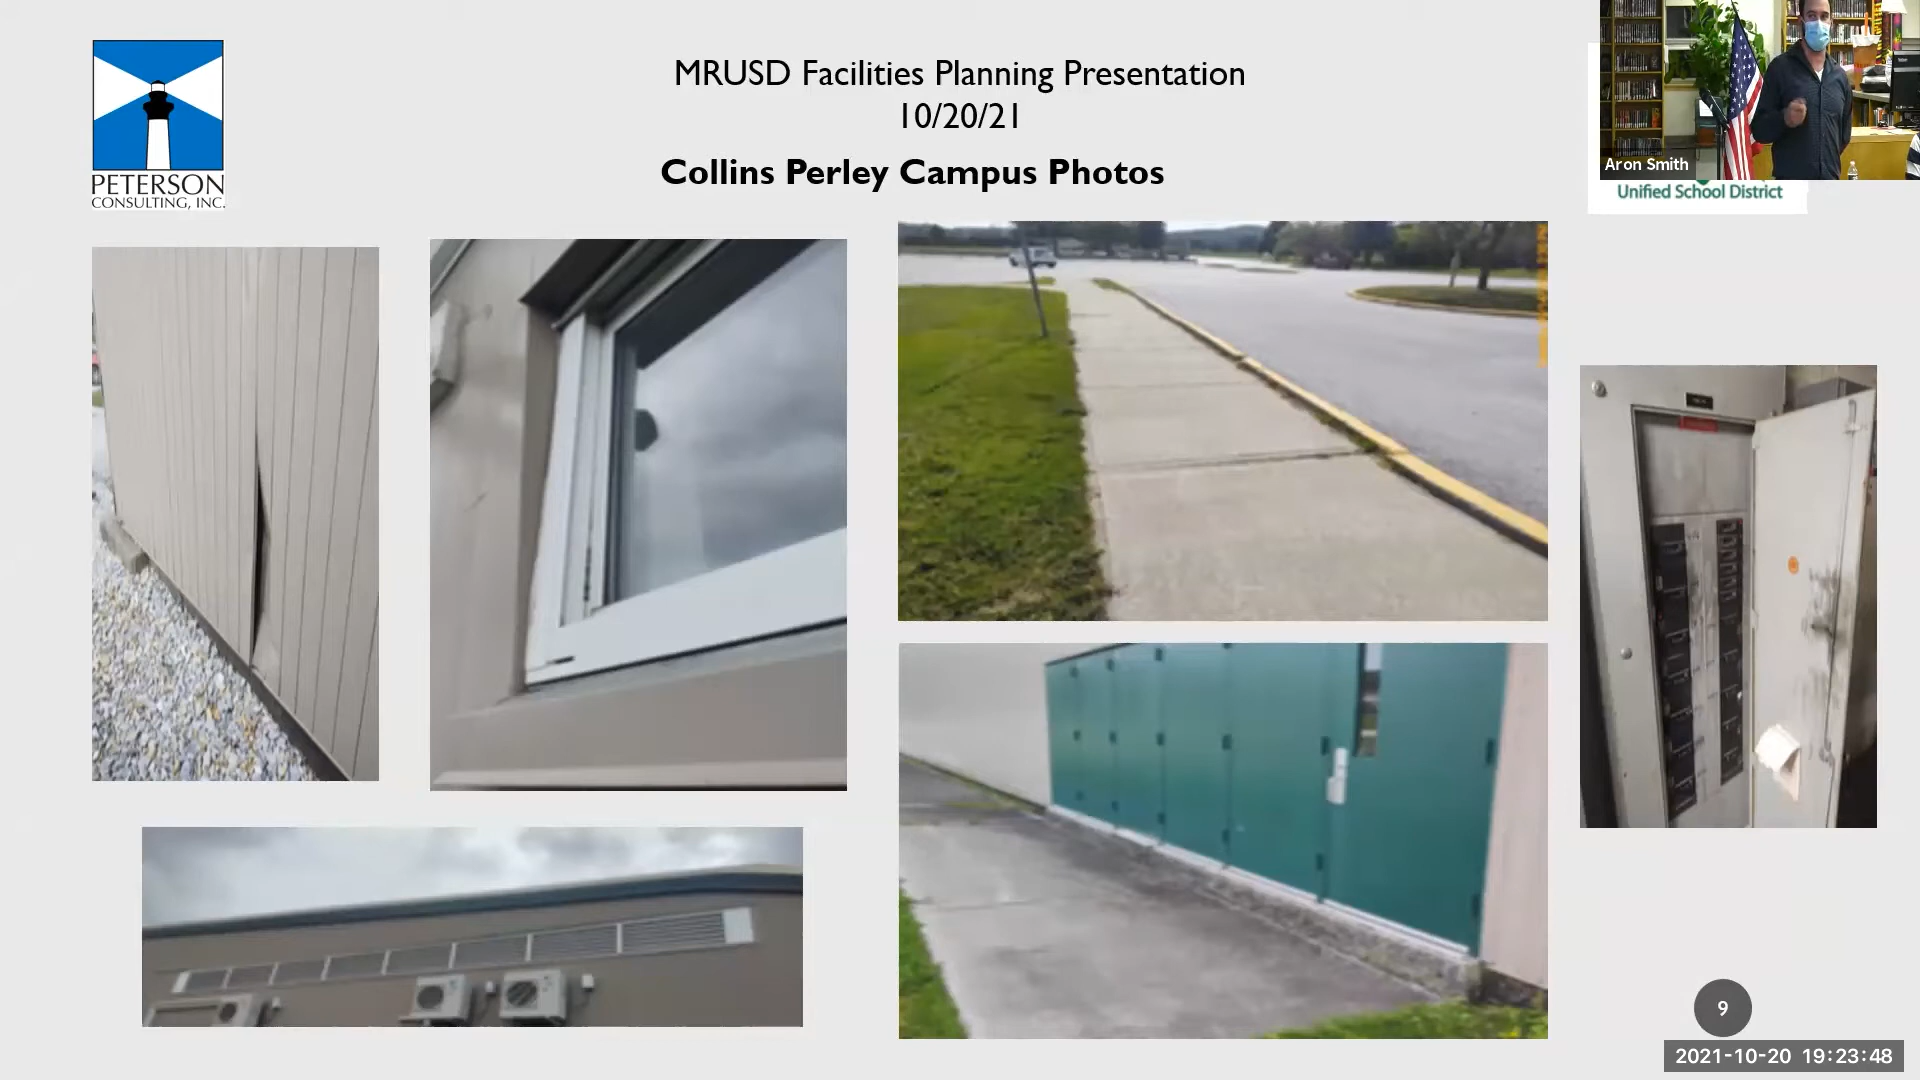 MRUSD Facilities Planning Presentation
10/20/21
Collins Perley Campus Photos
PETERSON
CONSULTING, INC.
Aron Smith
Unified School District
9
2021-10-20 19:23:48